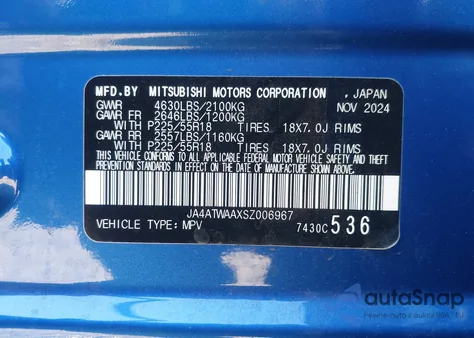 MFD.BY MITSUBISHI MOTORS CORPORATION , JAPAN
GWWR 4630LBS/2100KG NOV 2024
GAWR FR 2646LBS/1200KG
WITH P225/55R18 TIRES, 18X7.0J RIMS
GAWR RR 2557LBS/1160KG
WITH P225/55R18 TIRES, 18X7.0J RIMS
THIS VEHICLE CONFORMS TO ALL APPLICABLE FEDERAL MOTOR VEHICLE SAFETY, BUMPER, AND THEFT
PREVENTION STANDARDS IN EFFECT ON THE DATE OF MANUFACTURE SHOWN ABOVE.
JA4ATWAAXSZ006967
VEHICLE TYPE: MPV 7430C 536
autoSnap